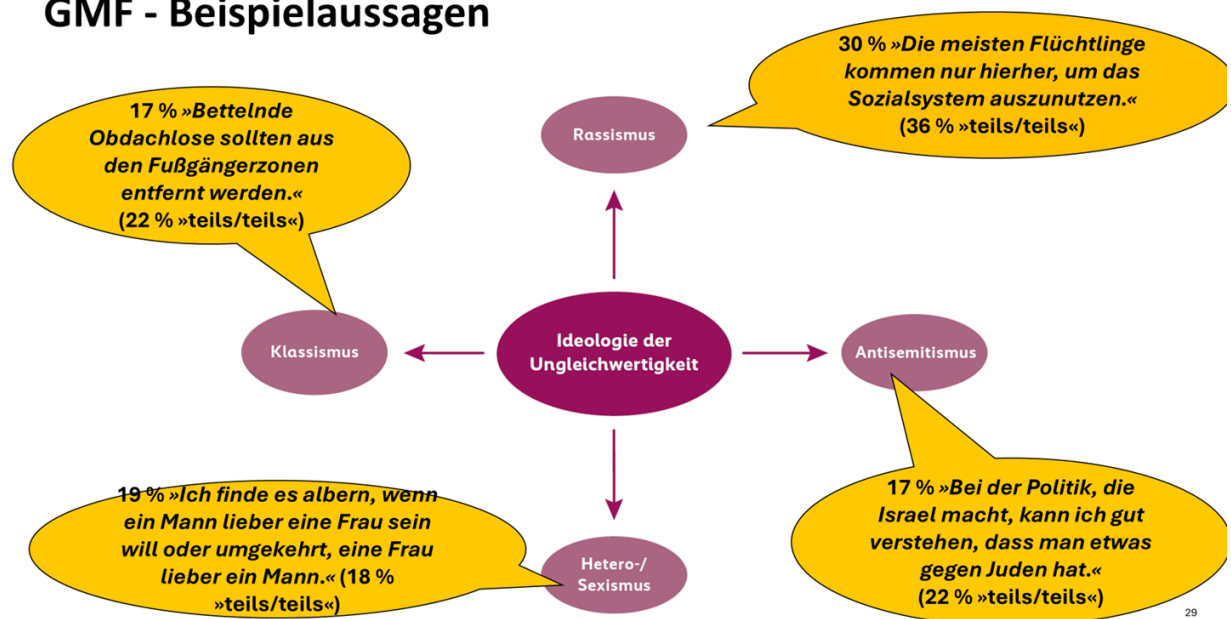 GMF - Beispielaussagen
30 % »Die meisten Flüchtlinge
kommen nur hierher, um das
Sozialsystem auszunutzen.«
(36 % »teils/teils«)
17 % »Bettelnde
Obdachlose sollten aus
den Fußgängerzonen
entfernt werden.«
(22 % »teils/teils«)
Rassismus
Klassismus
Ideologie der
Ungleichwertigkeit
Antisemitismus
19 % »Ich finde es albern, wenn
ein Mann lieber eine Frau sein
will oder umgekehrt, eine Frau
lieber ein Mann.« (18 %
»teils/teils«)
Hetero-/
Sexismus
17 % »Bei der Politik, die
Israel macht, kann ich gut
verstehen, dass man etwas
gegen Juden hat.«
(22 % »teils/teils«)
29